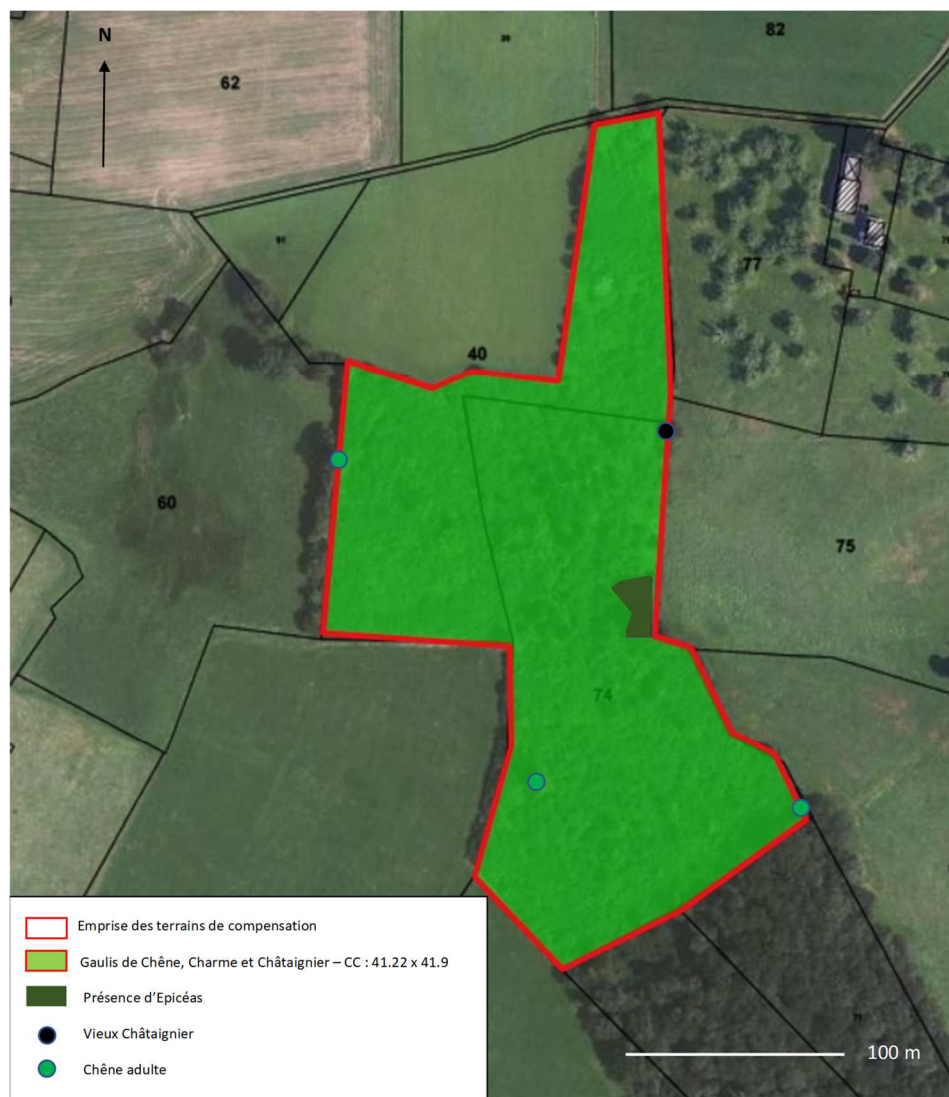 N
82
62
77
40
60
75
74
Emprise des terrains de compensation
Gaulis de Chêne, Charme et Châtaignier – CC : 41.22 x 41.9
Présence d’Epicéas
Vieux Châtaignier
Chêne adulte
100 m